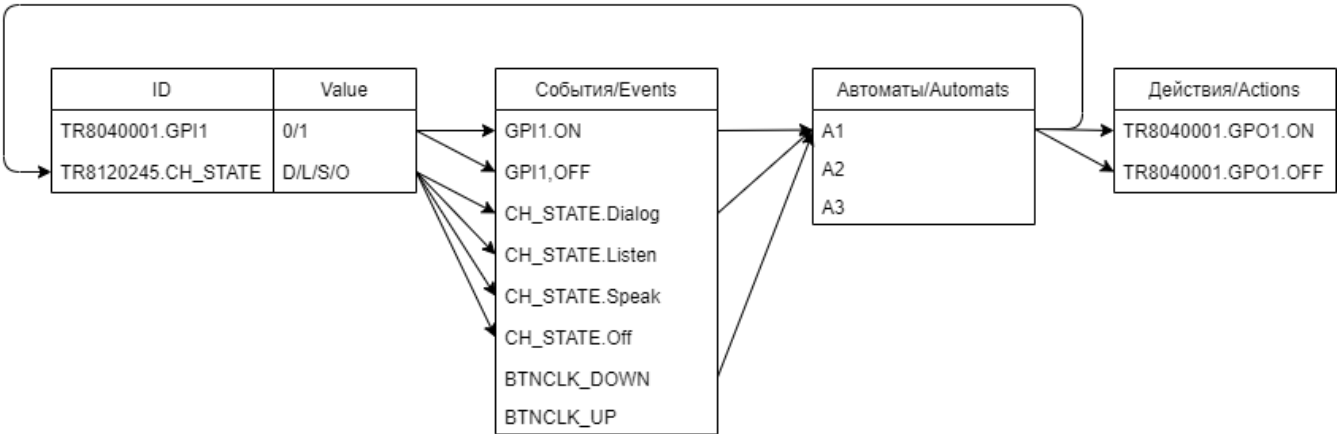 ID Value
TR8040001.GPI1 0/1
TR8120245.CH_STATE D/L/S/O
События/Events
GPI1.ON
GPI1,OFF
CH_STATE.Dialog
CH_STATE.Listen
CH_STATE.Speak
CH_STATE.Off
BTNCLK_DOWN
BTNCLK_UP
Автоматы/Automats
A1
A2
A3
Действия/Actions
TR8040001.GPO1.ON
TR8040001.GPO1.OFF